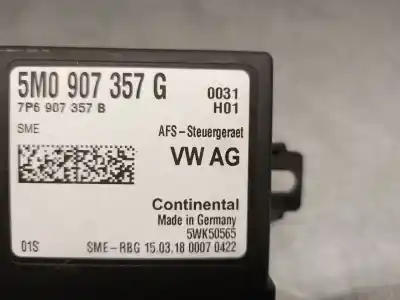 5M0 907 357 G 0031
7P6 907 357 B H01
SME AFS-Steuergeraet
VW AG
Continental
Made in Germany
5WK50565
01S SME-RBG 15.03.18 0007 0422